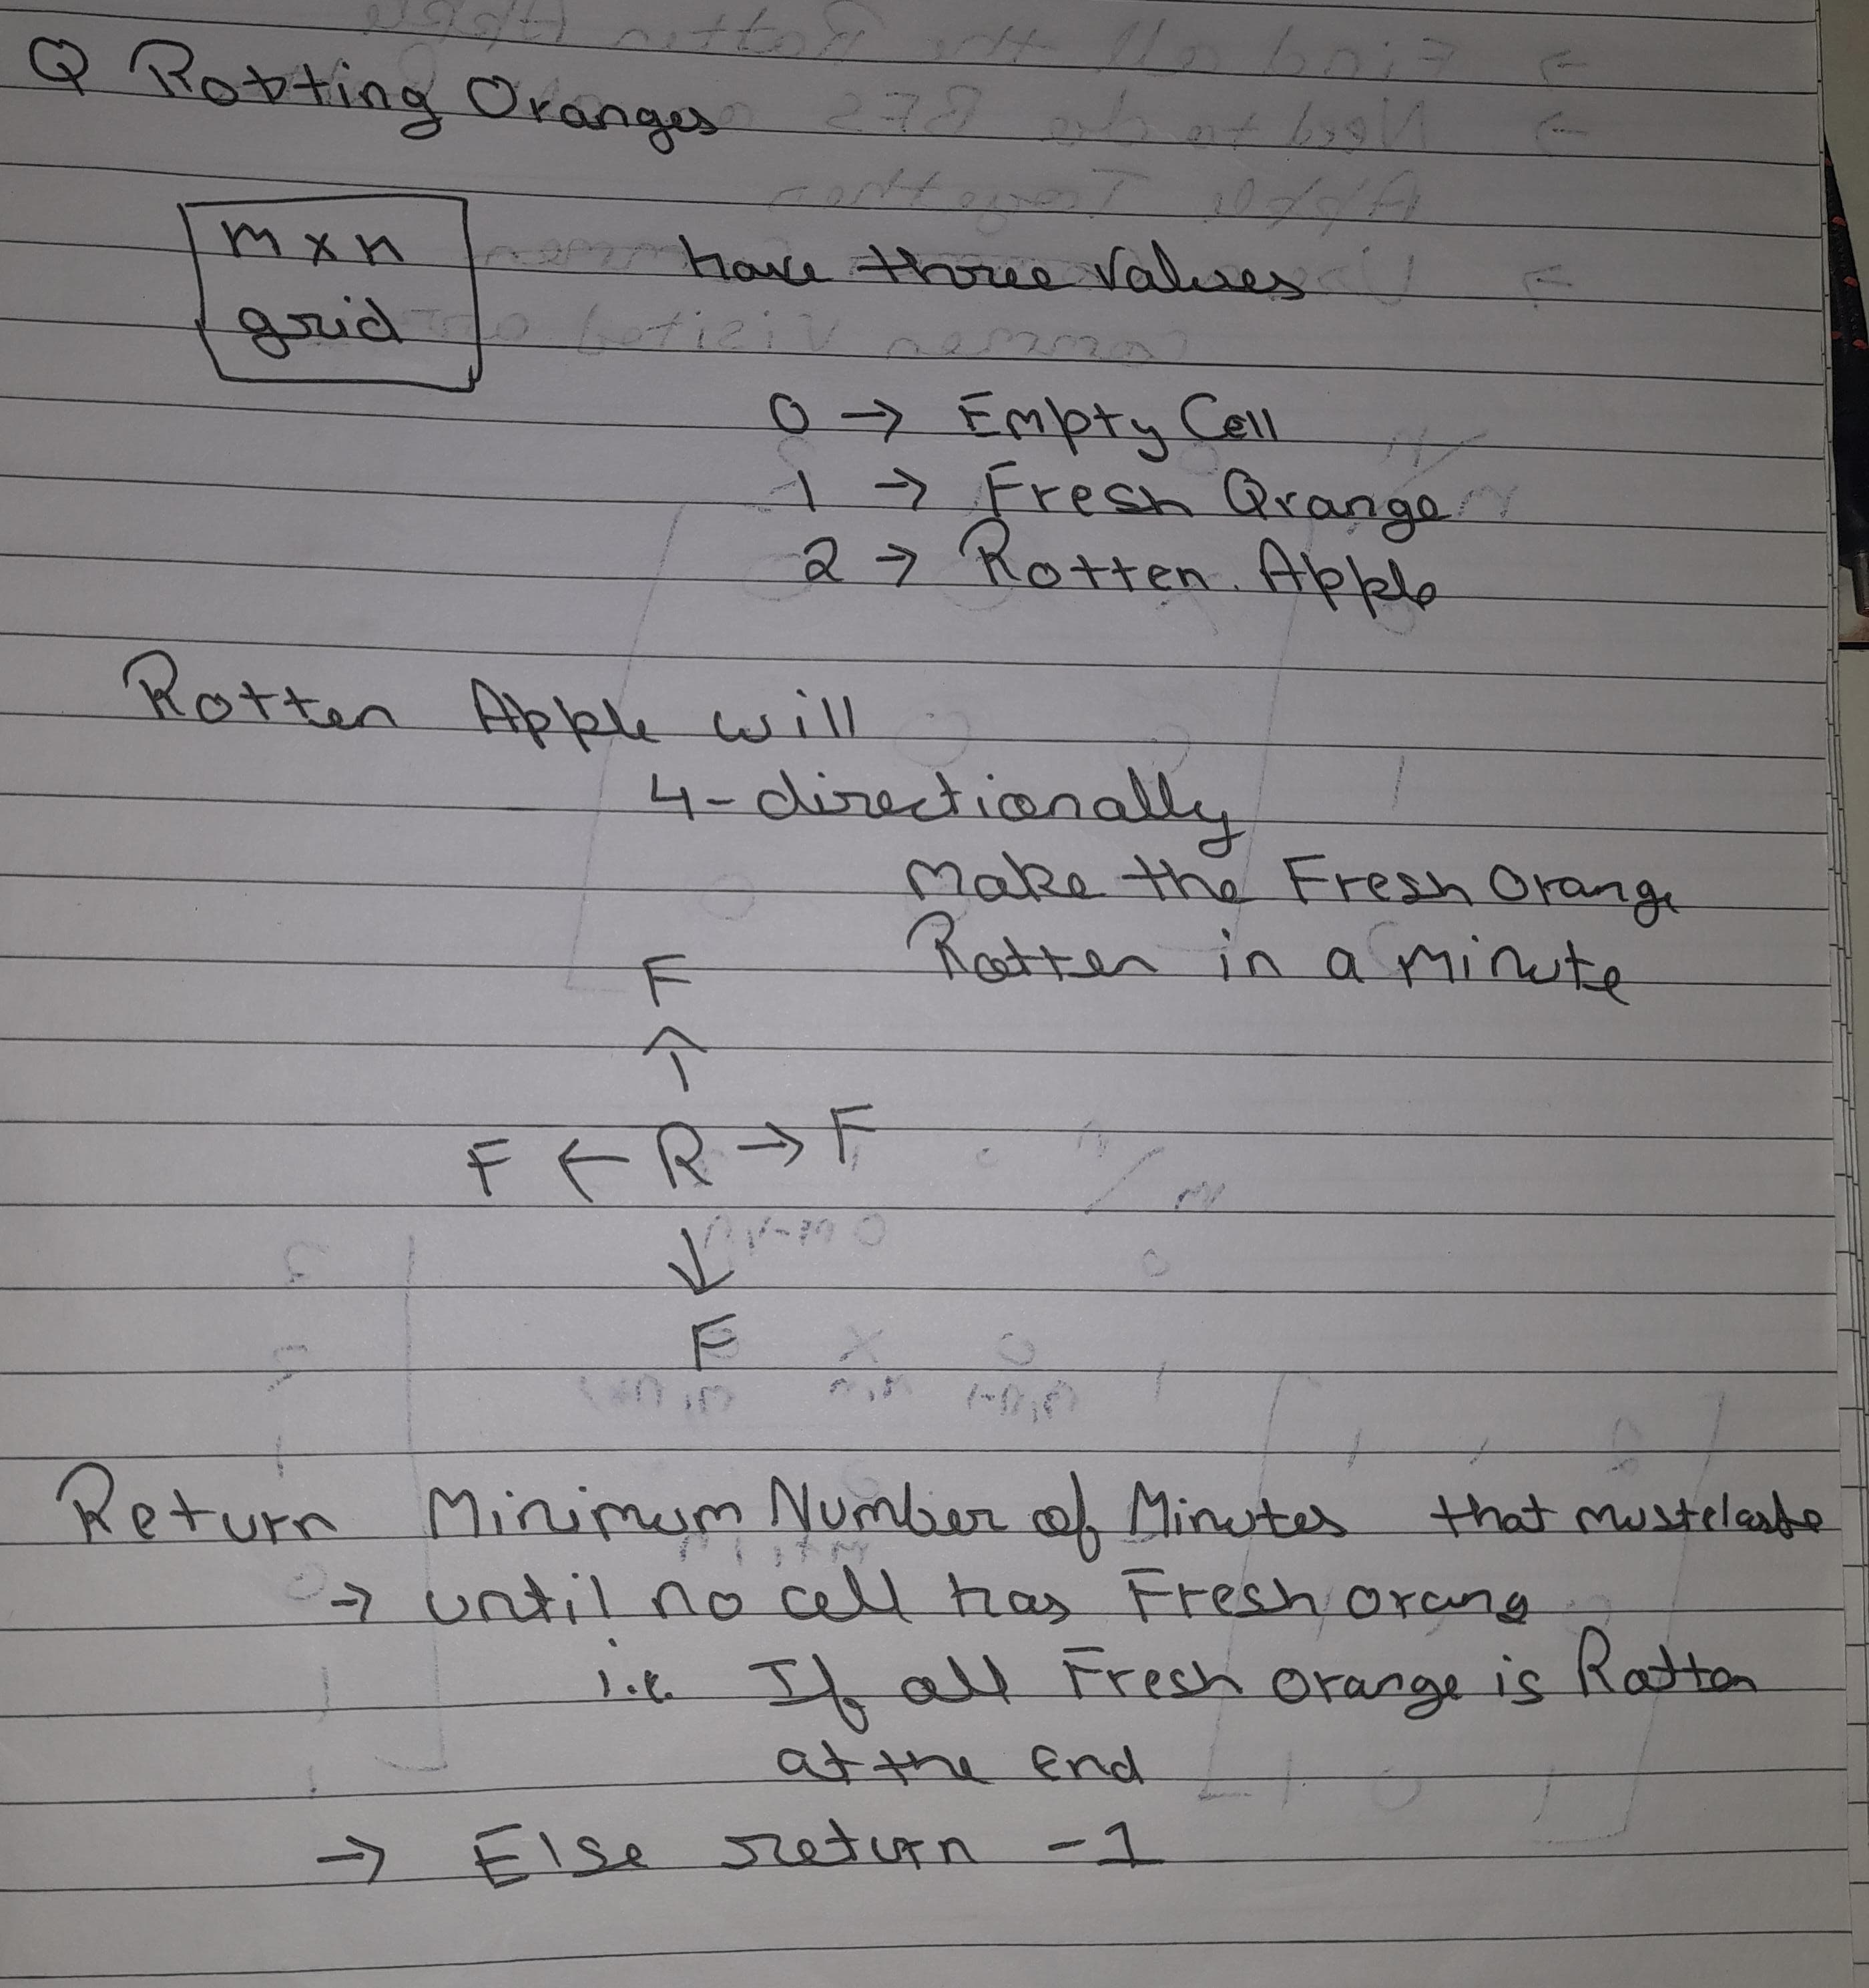 Q Rotting Oranges
m x n
grid
have three values
0 → Empty Cell
1 → Fresh Orange
2 → Rotten Apple
Rotten Apple will
4-directionally
Make the Fresh Orange
Rotten in a Minute
F
↑
F ← R → F
↓
F
Return Minimum Number of Minutes that must
→ until no cell has Fresh orang
i.e. If all Fresh orange is Rotten
at the End
→ Else return -1